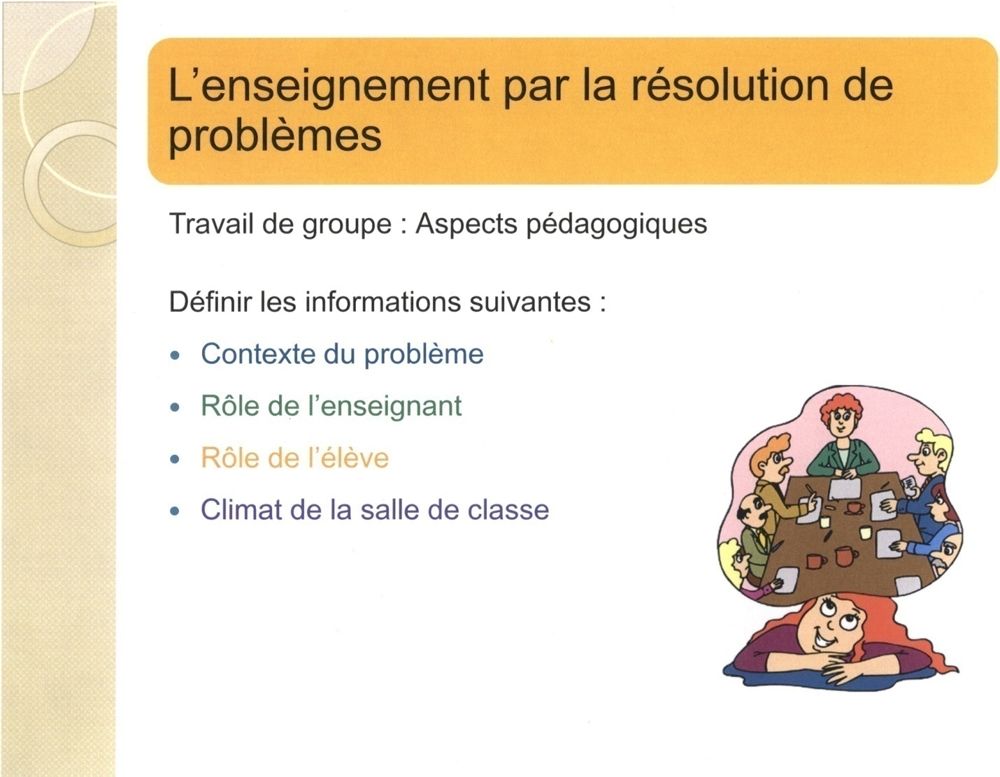 L’enseignement par la résolution de
problèmes
Travail de groupe : Aspects pédagogiques
Définir les informations suivantes :
• Contexte du problème
• Rôle de l’enseignant
• Rôle de l’élève
• Climat de la salle de classe